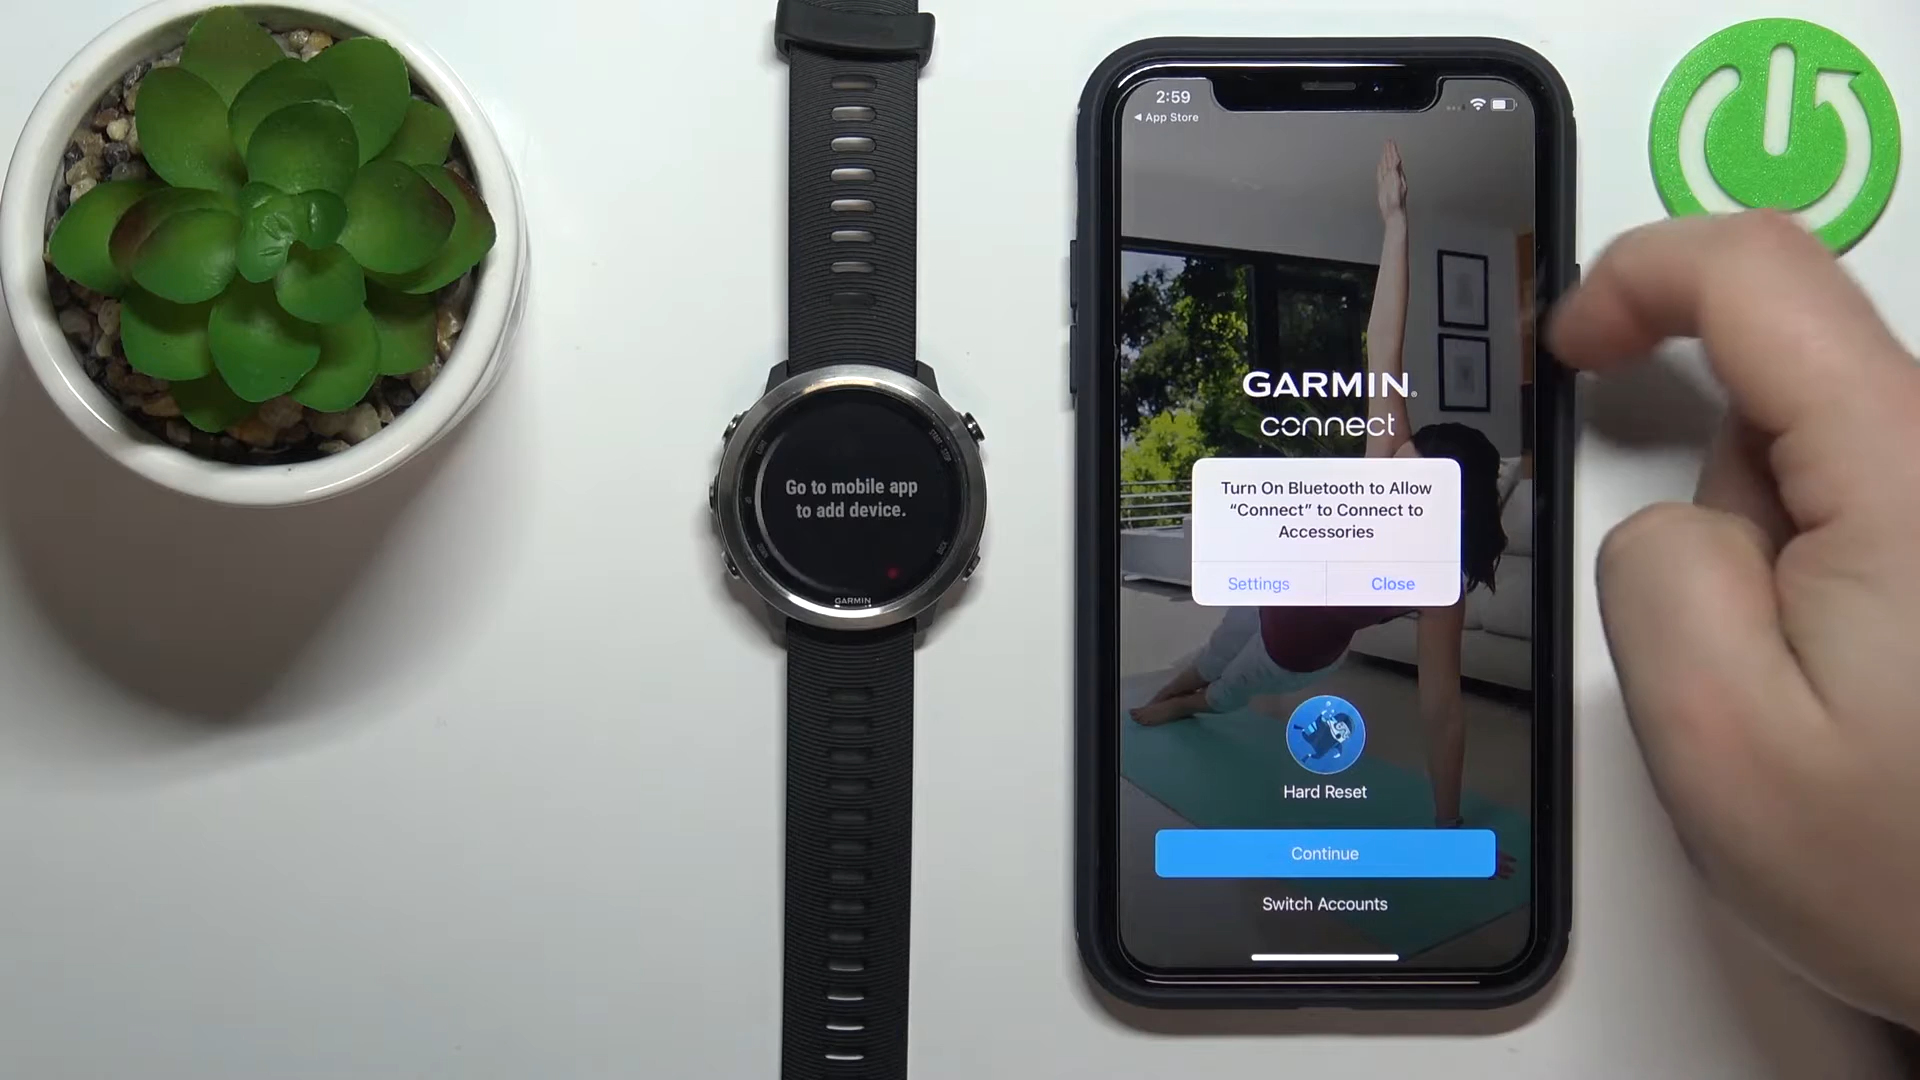 Go to mobile app
to add device.
GARMIN
2:59
App Store
GARMIN
connect
Turn On Bluetooth to Allow
“Connect” to Connect to
Accessories
Settings
Close
Hard Reset
Continue
Switch Accounts